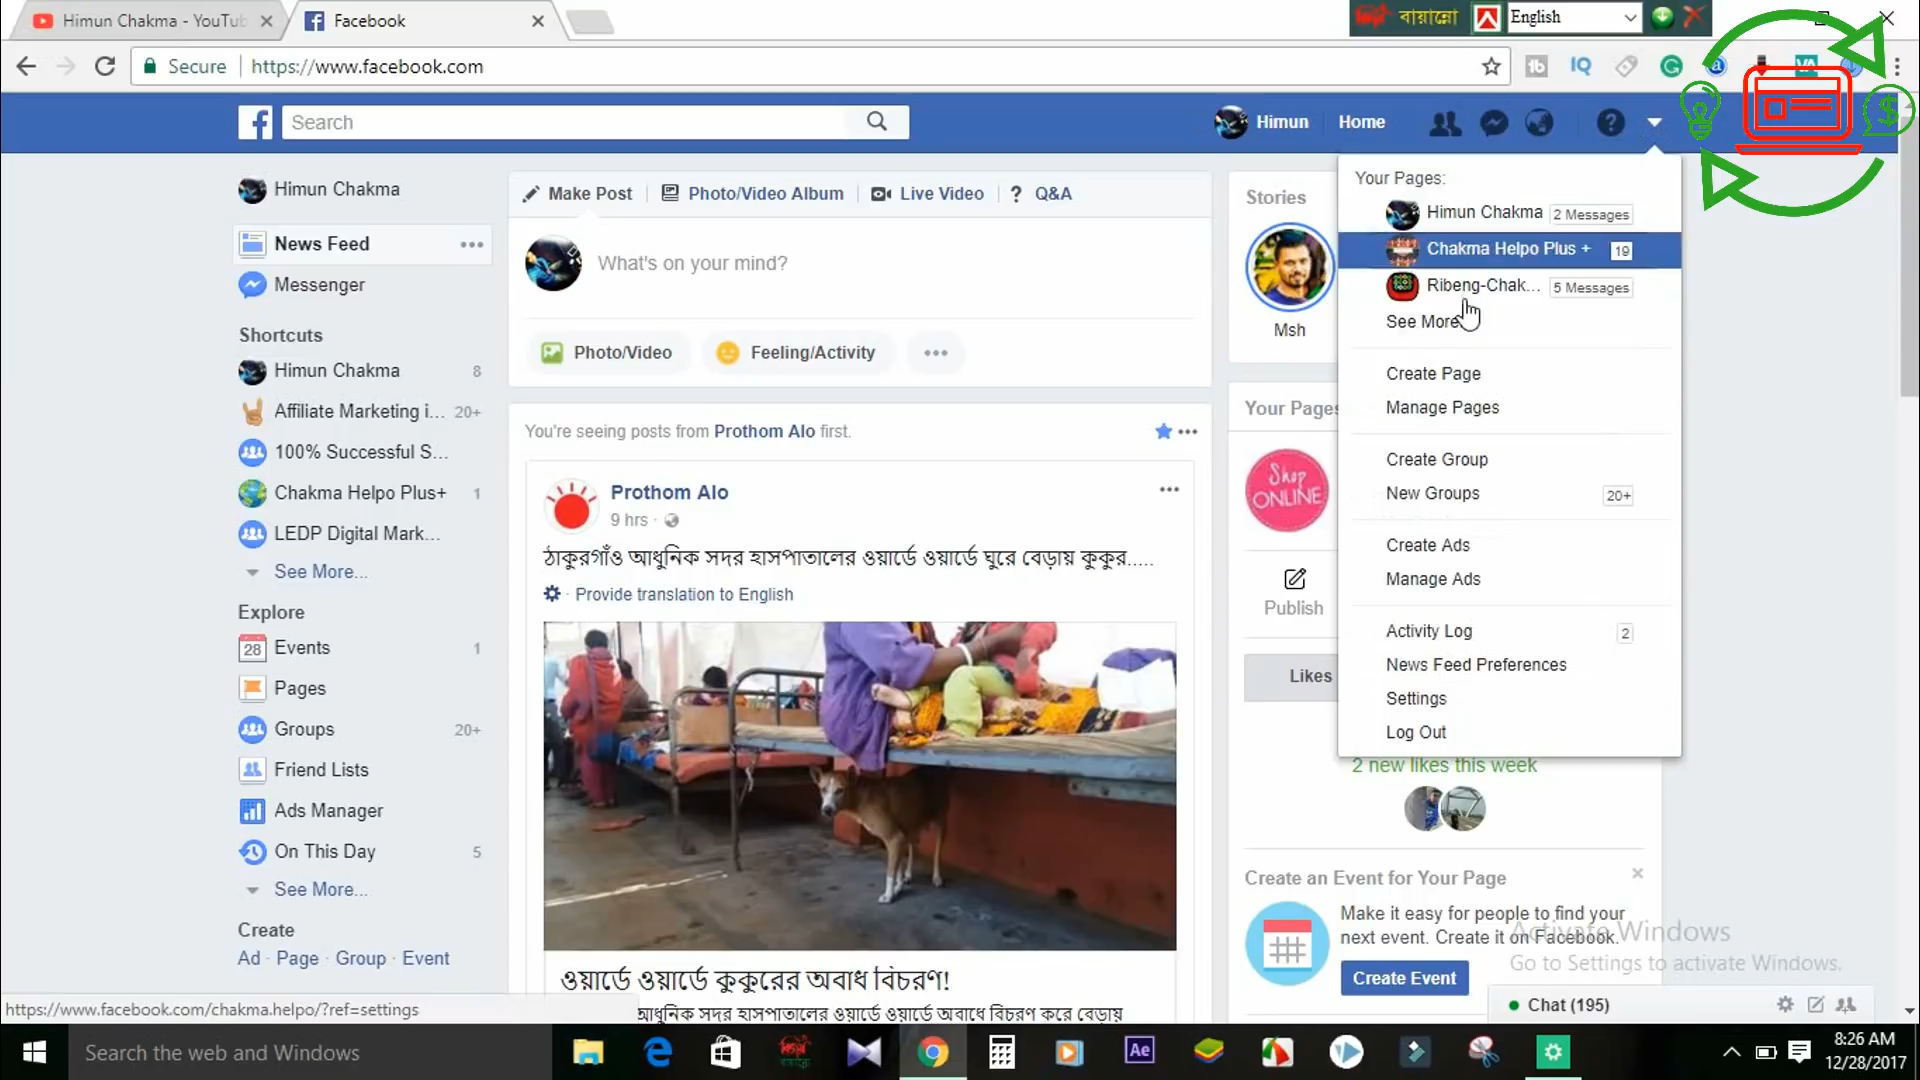 Himun Chakma - YouTub
Facebook
বায়ান্নো
English
Secure
https://www.facebook.com
Search
Himun
Home
Himun Chakma
News Feed
Messenger
Shortcuts
Himun Chakma 8
Affiliate Marketing i... 20+
100% Successful S...
Chakma Helpo Plus+ 1
LEDP Digital Mark...
See More...
Explore
Events 1
28
Pages
Groups 20+
Friend Lists
Ads Manager
On This Day 5
See More...
Create
Ad · Page · Group · Event
Make Post
Photo/Video Album
Live Video
Q&A
What's on your mind?
Photo/Video
Feeling/Activity
You're seeing posts from Prothom Alo first.
Prothom Alo
9 hrs ·
ঠাকুরগাঁও আধুনিক সদর হাসপাতালের ওয়ার্ডে ওয়ার্ডে ঘুরে বেড়ায় কুকুর.....
Provide translation to English
ওয়ার্ডে ওয়ার্ডে কুকুরের অবাধ বিচরণ!
আধুনিক সদর হাসপাতালের ওয়ার্ডে ওয়ার্ডে অবাধে বিচরণ করে বেড়ায়
Stories
Msh
Your Pages
Shop
ONLINE
Publish
Likes
2 new likes this week
Create an Event for Your Page
Make it easy for people to find your
next event. Create it on Facebook.
Create Event
Your Pages:
Himun Chakma 2 Messages
Chakma Helpo Plus + 19
Ribeng-Chak... 5 Messages
See More
Create Page
Manage Pages
Create Group
New Groups 20+
Create Ads
Manage Ads
Activity Log 2
News Feed Preferences
Settings
Log Out
Activate Windows
Go to Settings to activate Windows.
Chat (195)
https://www.facebook.com/chakma.helpo/?ref=settings
Search the web and Windows
Ae
8:26 AM
12/28/2017